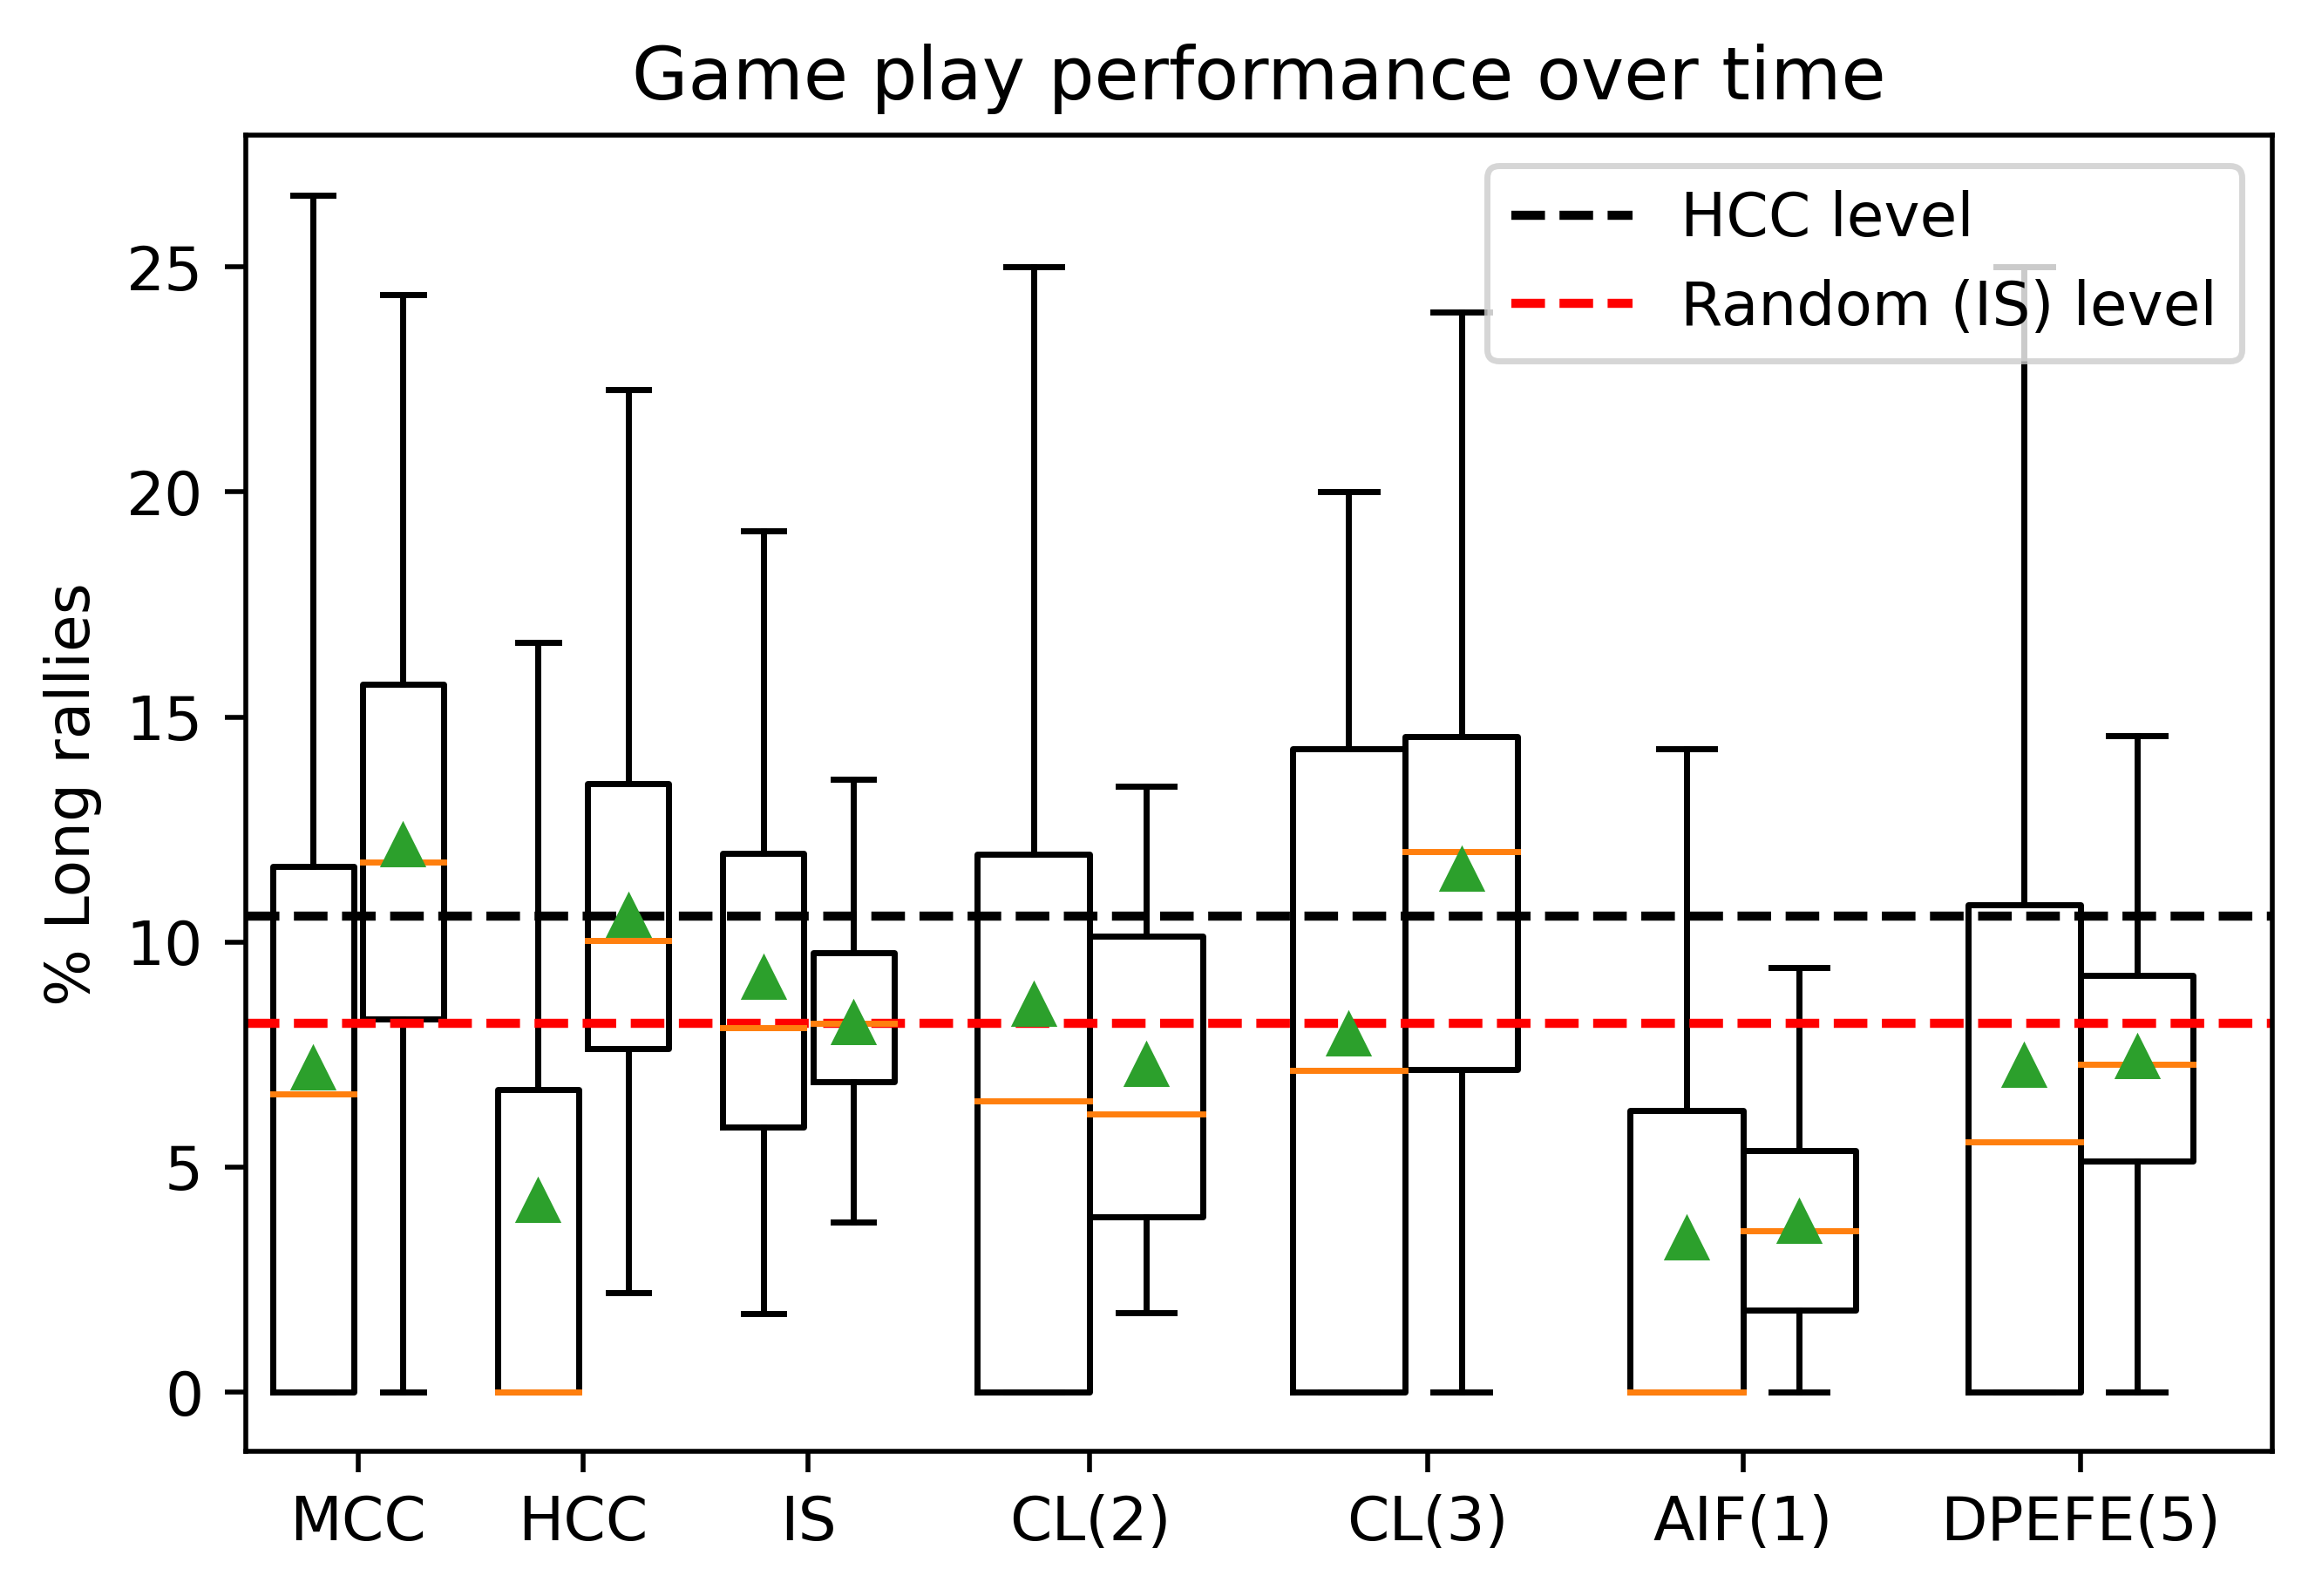 Game play performance over time
HCC level
Random (IS) level
% Long rallies
25
20
15
10
5
0
MCC HCC IS CL(2) CL(3) AIF(1) DPEFE(5)